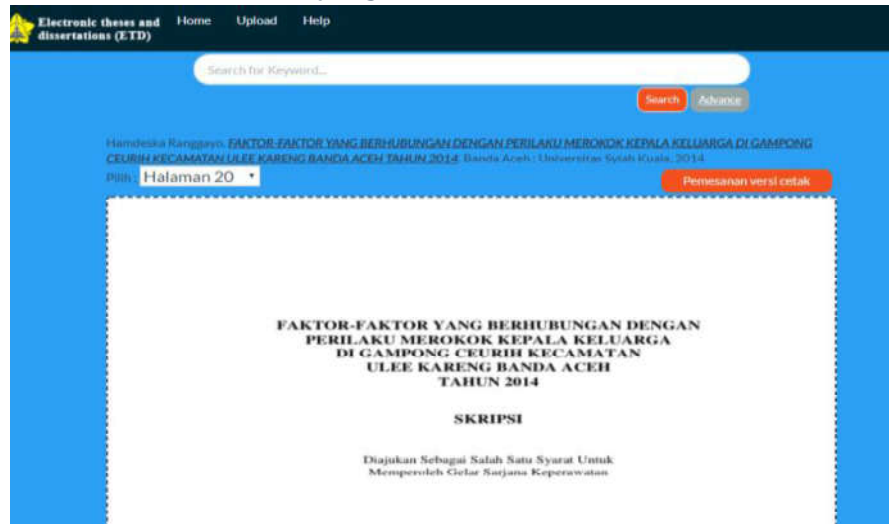 Electronic theses and
dissertations (ETD)
Home Upload Help
Search for Keyword...
Search Advance
Hamdeska Ranggayo, FAKTOR-FAKTOR YANG BERHUBUNGAN DENGAN PERILAKU MEROKOK KEPALA KELUARGA DI GAMPONG
CEURIH KECAMATAN ULEE KARENG BANDA ACEH TAHUN 2014. Banda Aceh : Universitas Syiah Kuala, 2014
Pilih : Halaman 20
Pemesanan versi cetak
FAKTOR-FAKTOR YANG BERHUBUNGAN DENGAN
PERILAKU MEROKOK KEPALA KELUARGA
DI GAMPONG CEURIH KECAMATAN
ULEE KARENG BANDA ACEH
TAHUN 2014
SKRIPSI
Diajukan Sebagai Salah Satu Syarat Untuk
Memperoleh Gelar Sarjana Keperawatan